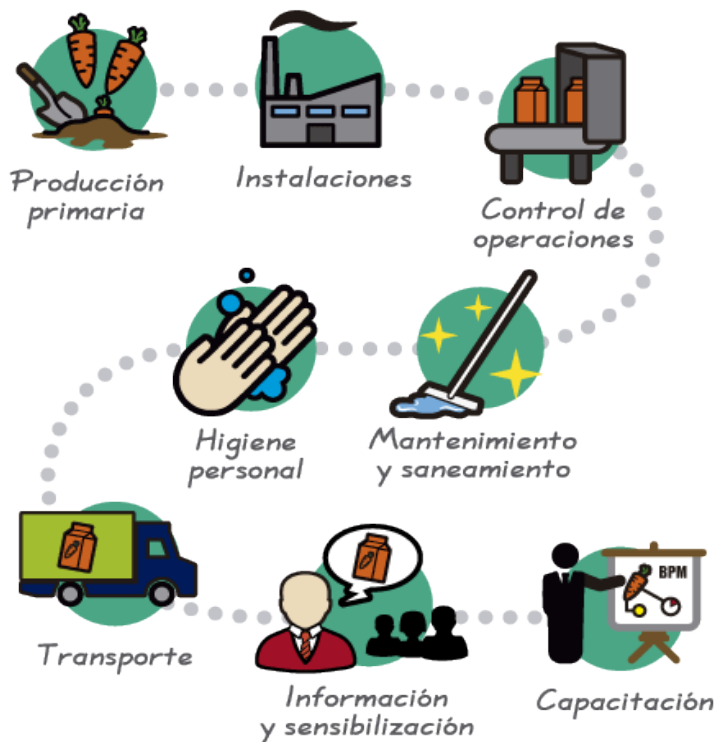 Producción
primaria
Instalaciones
Control de
operaciones
Higiene
personal
Mantenimiento
y saneamiento
Transporte
Información
y sensibilización
BPM
Capacitación